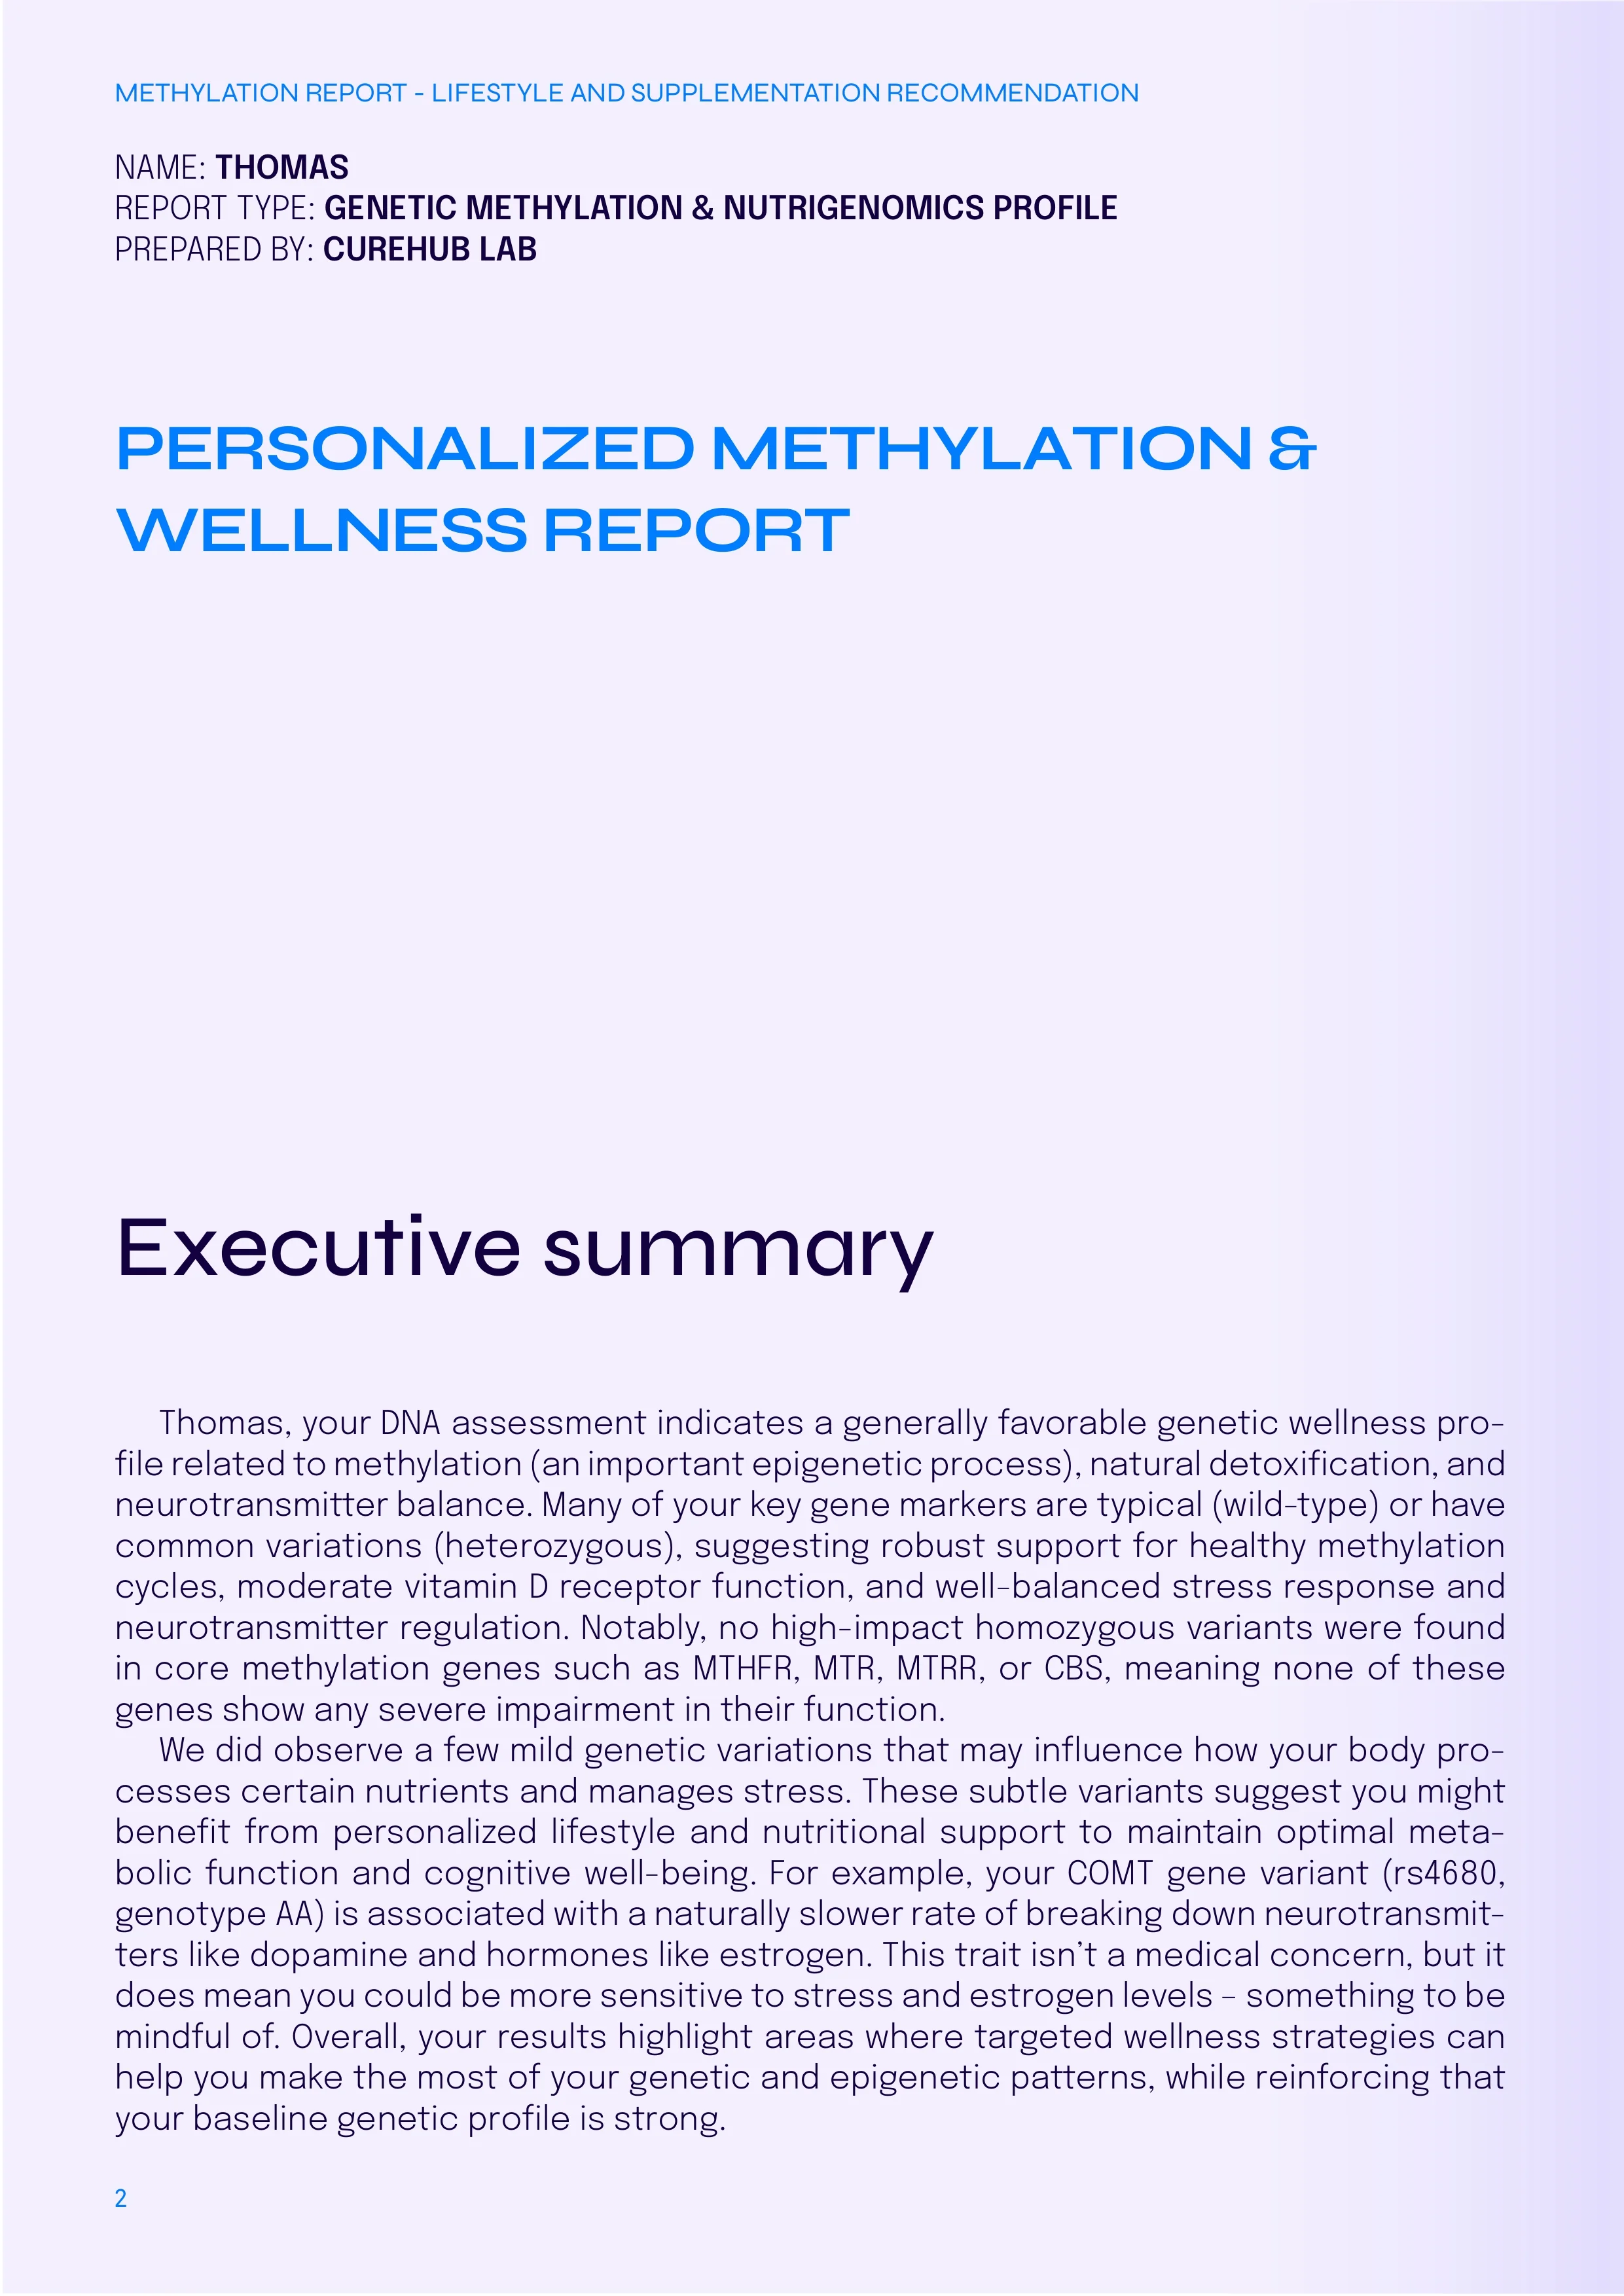 METHYLATION REPORT - LIFESTYLE AND SUPPLEMENTATION RECOMMENDATION
NAME: THOMAS
REPORT TYPE: GENETIC METHYLATION & NUTRIGENOMICS PROFILE
PREPARED BY: CUREHUB LAB
PERSONALIZED METHYLATION &
WELLNESS REPORT
Executive summary
Thomas, your DNA assessment indicates a generally favorable genetic wellness pro-
file related to methylation (an important epigenetic process), natural detoxification, and
neurotransmitter balance. Many of your key gene markers are typical (wild-type) or have
common variations (heterozygous), suggesting robust support for healthy methylation
cycles, moderate vitamin D receptor function, and well-balanced stress response and
neurotransmitter regulation. Notably, no high-impact homozygous variants were found
in core methylation genes such as MTHFR, MTR, MTRR, or CBS, meaning none of these
genes show any severe impairment in their function.
We did observe a few mild genetic variations that may influence how your body pro-
cesses certain nutrients and manages stress. These subtle variants suggest you might
benefit from personalized lifestyle and nutritional support to maintain optimal meta-
bolic function and cognitive well-being. For example, your COMT gene variant (rs4680,
genotype AA) is associated with a naturally slower rate of breaking down neurotransmit-
ters like dopamine and hormones like estrogen. This trait isn’t a medical concern, but it
does mean you could be more sensitive to stress and estrogen levels – something to be
mindful of. Overall, your results highlight areas where targeted wellness strategies can
help you make the most of your genetic and epigenetic patterns, while reinforcing that
your baseline genetic profile is strong.
2